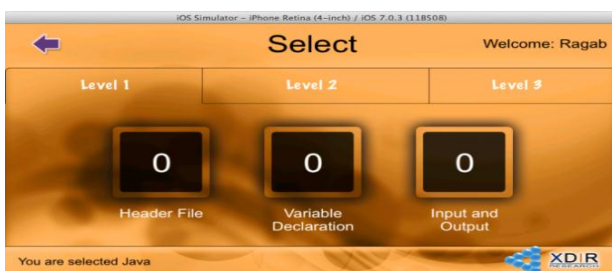 iOS Simulator – iPhone Retina (4-inch) / iOS 7.0.3 (11B508)
Select
Welcome: Ragab
Level 1
Level 2
Level 3
0
0
0
Header File
Variable
Declaration
Input and
Output
You are selected Java
XDIR
RESEARCH